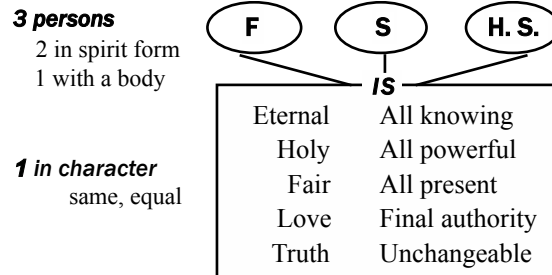 3 persons
2 in spirit form
1 with a body
F S H. S.
IS
1 in character
same, equal
Eternal All knowing
Holy All powerful
Fair All present
Love Final authority
Truth Unchangeable